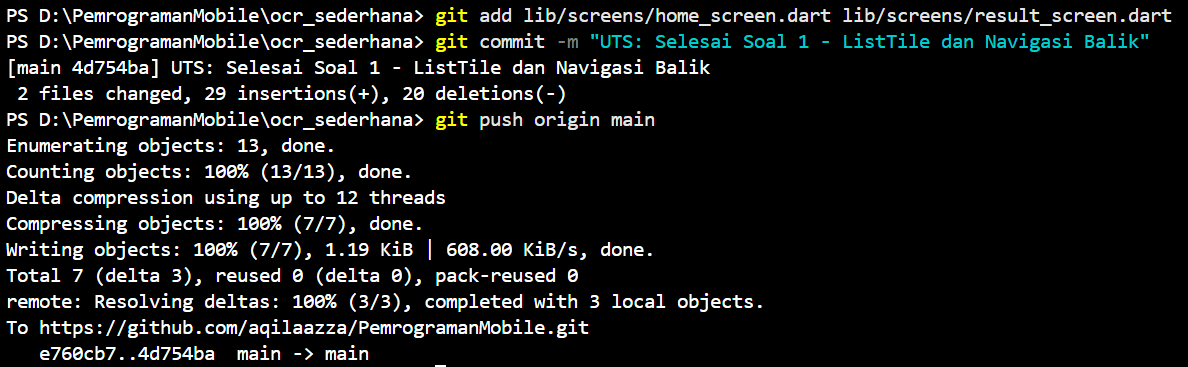 PS D:\PemrogramanMobile\ocr_sederhana> git add lib/screens/home_screen.dart lib/screens/result_screen.dart
PS D:\PemrogramanMobile\ocr_sederhana> git commit -m "UTS: Selesai Soal 1 - ListTile dan Navigasi Balik"
[main 4d754ba] UTS: Selesai Soal 1 - ListTile dan Navigasi Balik
 2 files changed, 29 insertions(+), 20 deletions(-)
PS D:\PemrogramanMobile\ocr_sederhana> git push origin main
Enumerating objects: 13, done.
Counting objects: 100% (13/13), done.
Delta compression using up to 12 threads
Compressing objects: 100% (7/7), done.
Writing objects: 100% (7/7), 1.19 KiB | 608.00 KiB/s, done.
Total 7 (delta 3), reused 0 (delta 0), pack-reused 0
remote: Resolving deltas: 100% (3/3), completed with 3 local objects.
To https://github.com/aqilaazza/PemrogramanMobile.git
   e760cb7..4d754ba  main -> main